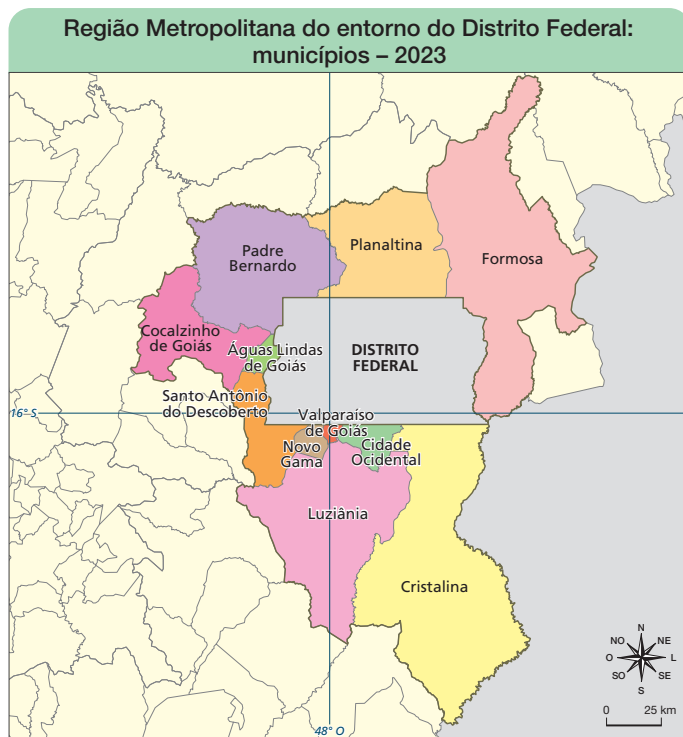 Região Metropolitana do entorno do Distrito Federal:
municípios – 2023
Padre
Bernardo
Planaltina
Formosa
Cocalzinho
de Goiás
Águas Lindas
de Goiás
DISTRITO
FEDERAL
Santo Antônio
do Descoberto
16° S
Valparaíso
de Goiás
Novo
Gama
Cidade
Ocidental
Luziânia
Cristalina
N
NO
NE
O
L
SO
SE
S
0 25 km
48° O